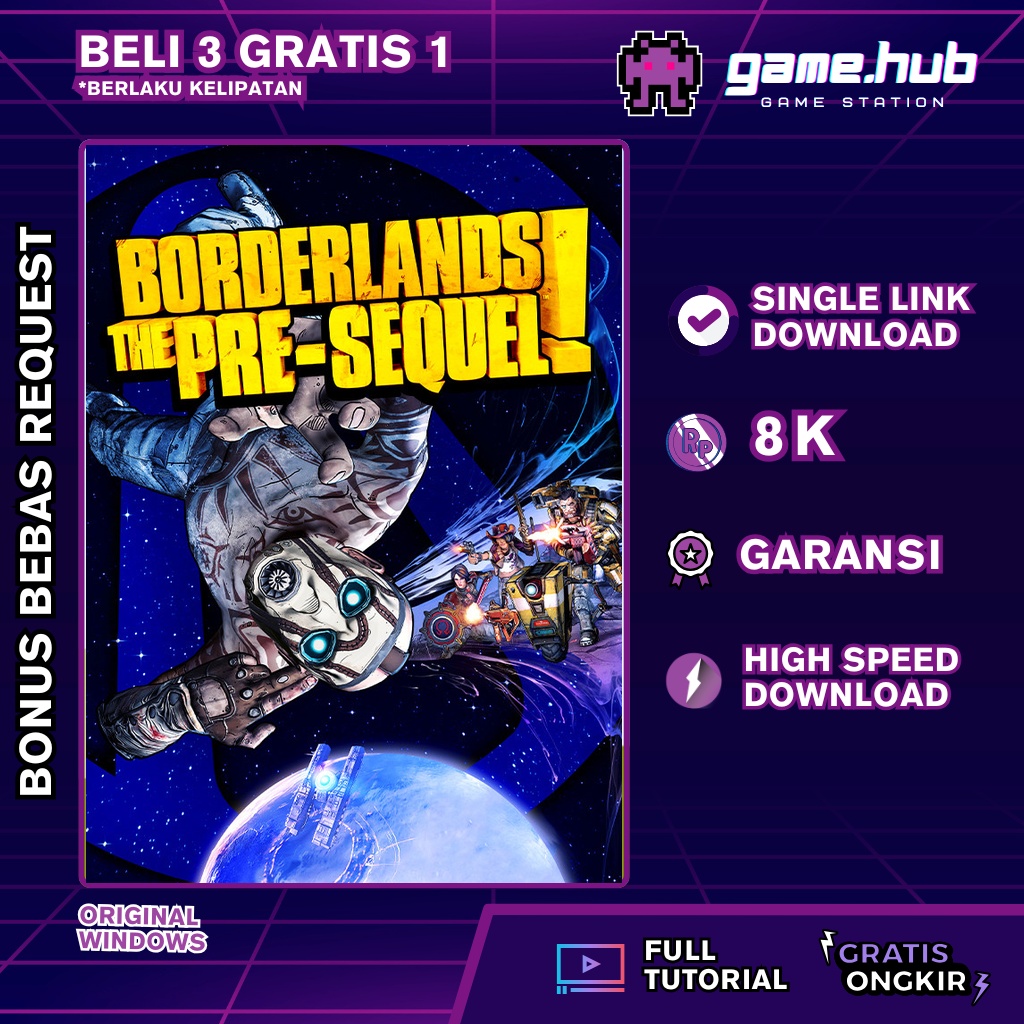 BELI 3 GRATIS 1
*BERLAKU KELIPATAN
game.hub
GAME STATION
BONUS BEBAS REQUEST
BORDERLANDS
THE PRE-SEQUEL!
™
SINGLE LINK
DOWNLOAD
Rp
8K
GARANSI
HIGH SPEED
DOWNLOAD
ORIGINAL
WINDOWS
FULL
TUTORIAL
GRATIS
ONGKIR